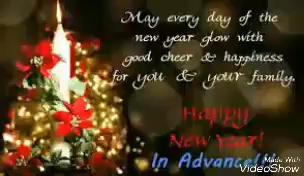 May every day of the
new year glow with
good cheer & happiness
for you & your family.
Happy
New Year!
In Advance!!!
Made With
VideoShow